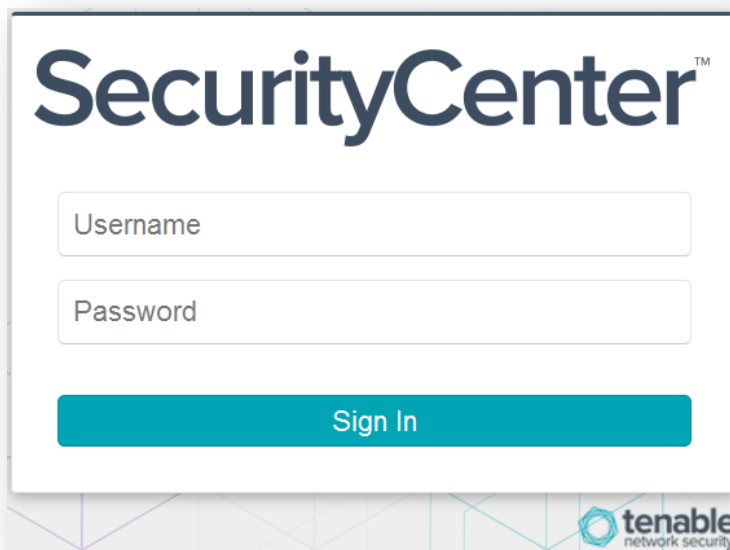 SecurityCenter™
Username
Password
Sign In
tenable
network security